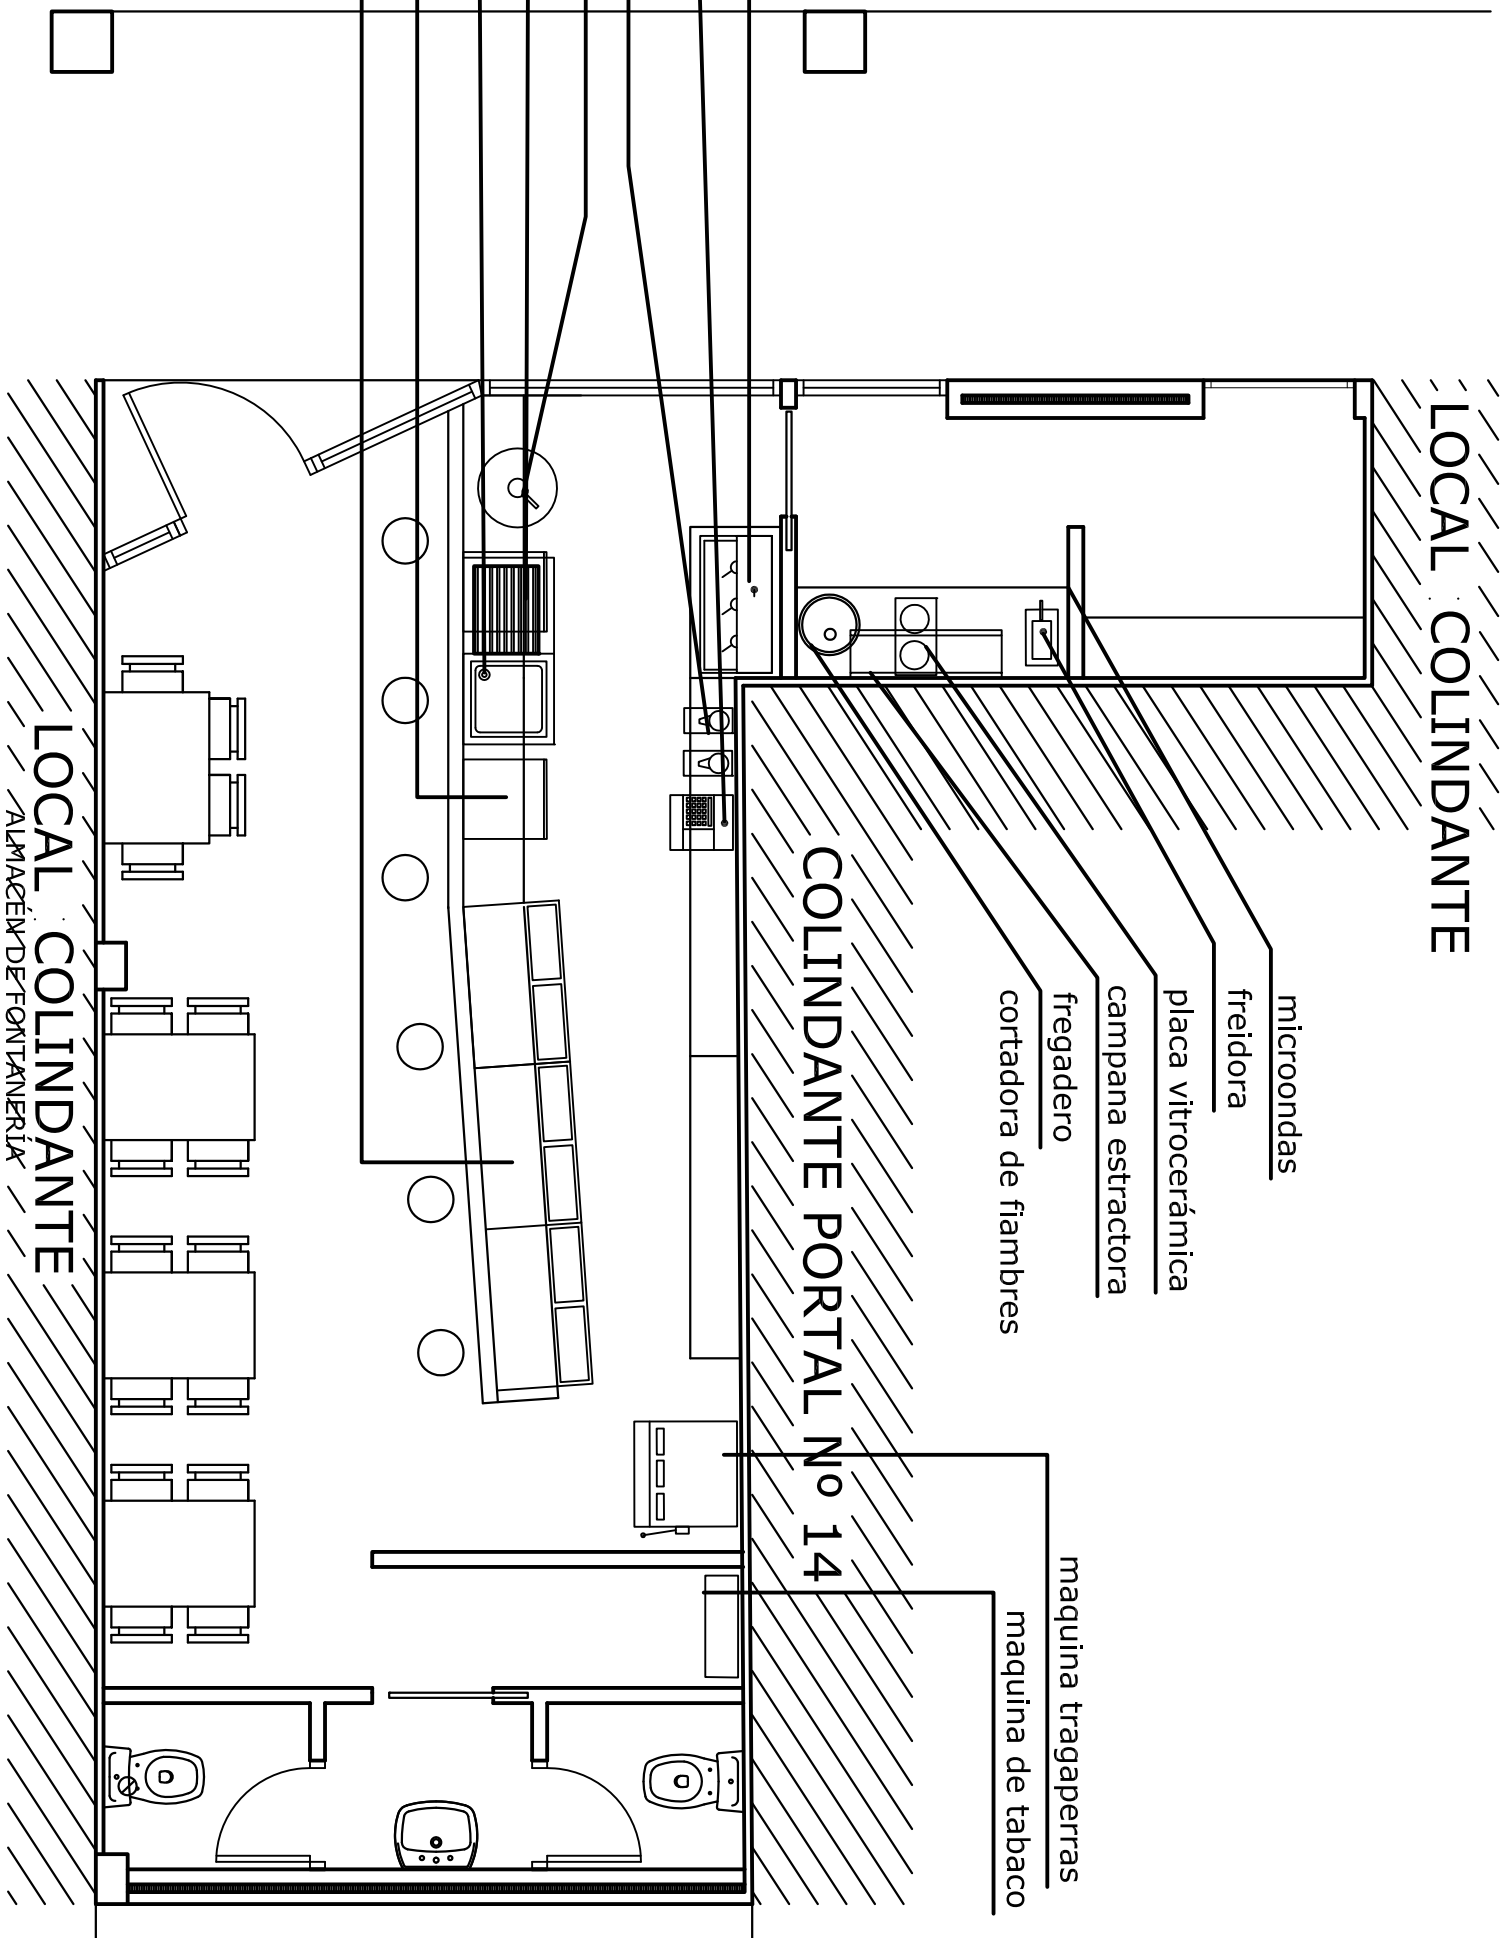 LOCAL COLINDANTE
microondas
freidora
placa vitrocerámica
campana estractora
fregadero
cortadora de fiambres
COLINDANTE PORTAL Nº 14
maquina tragaperras
maquina de tabaco
LOCAL COLINDANTE
ALMACÉN DE FONTANERÍA